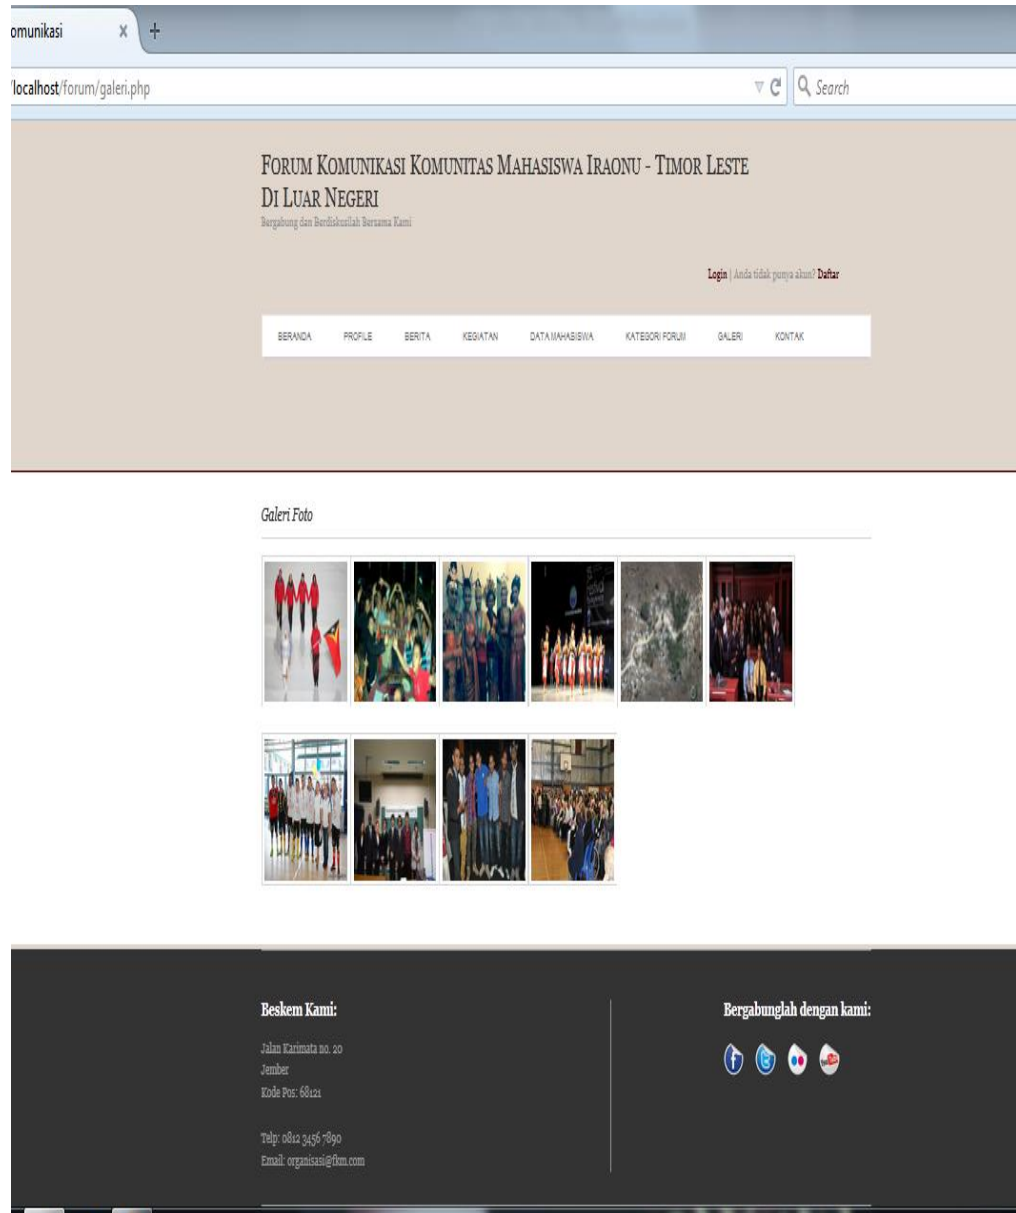 omunikasi x +
/localhost/forum/galeri.php
Search
Forum Komunikasi Komunitas Mahasiswa Iraonu - Timor Leste
Di Luar Negeri
Bergabung dan Berdiskusilah Bersama Kami
Login | Anda tidak punya akun? Daftar
BERANDA PROFILE BERITA KEGIATAN DATA MAHASISWA KATEGORI FORUM GALERI KONTAK
Galeri Foto
Beskem Kami:
Jalan Karimata no. 20
Jember
Kode Pos: 68121
Telp: 0812 3456 7890
Email: organisasi@fkm.com
Bergabunglah dengan kami: